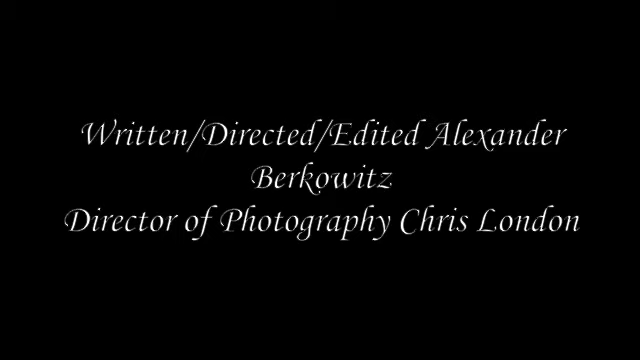 Written/Directed/Edited Alexander
Berkowitz
Director of Photography Chris London